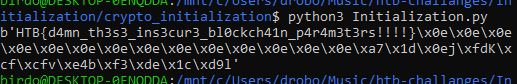 birdo@DESKTOP-0ENQDDA:/mnt/c/Users/drobo/Music/htb-challanges/In
itialization/crypto_initialization$ python3 Initialization.py
b'HTB{d4mn_th3s3_ins3cur3_bl0ckch41n_p4r4m3t3rs!!!!}\x0e\x0e\x0e
\x0e\x0e\x0e\x0e\x0e\x0e\x0e\x0e\x0e\x0e\x0e\xa7\x1d\x0ej\xfdK\x
cf\xcfv\xe4b\xf3\xde\x1c\xd9l'
birdo@DESKTOP-0ENQDDA:/mnt/c/Users/drobo/Music/htb-challanges/In